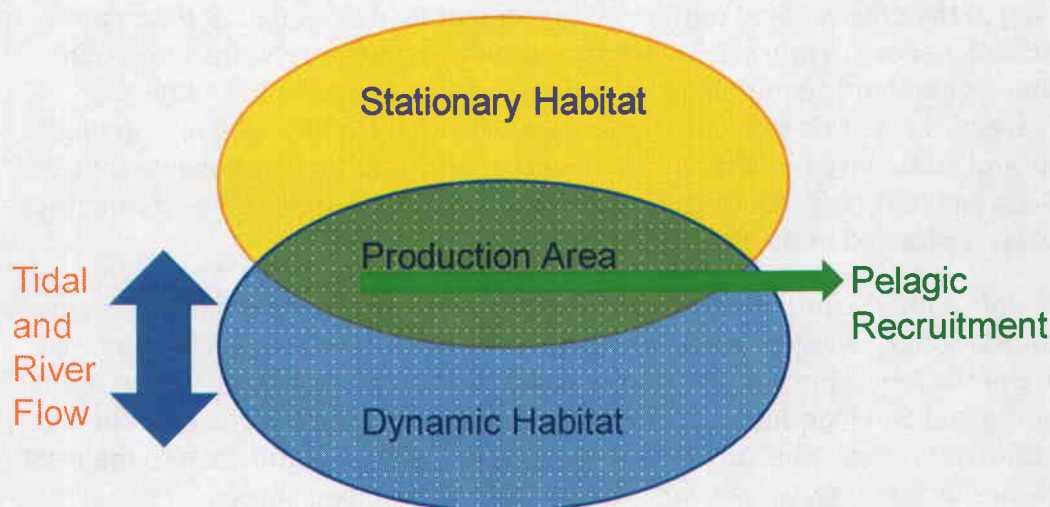 Stationary Habitat
Production Area
Tidal
and
River
Flow
Pelagic
Recruitment
Dynamic Habitat